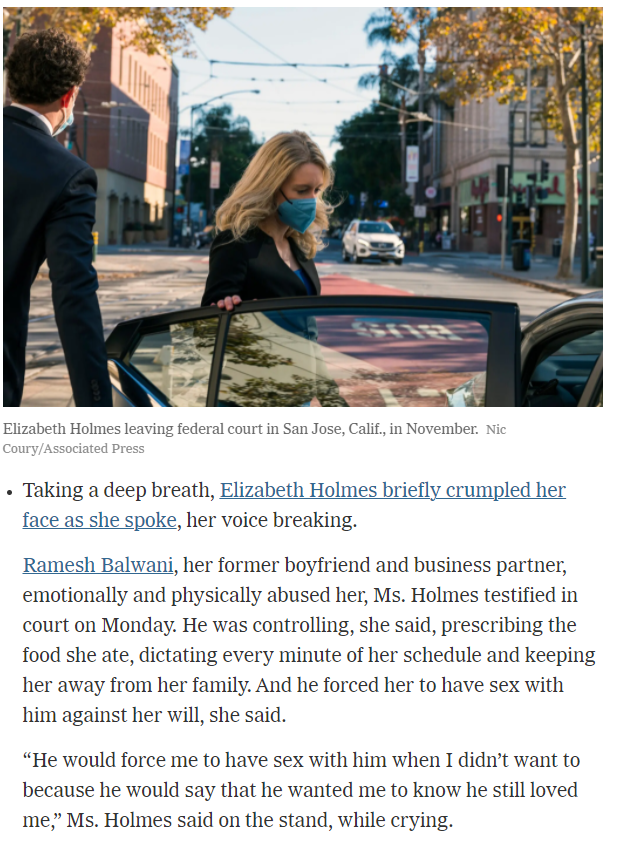 BUS
Elizabeth Holmes leaving federal court in San Jose, Calif., in November. Nic
Coury/Associated Press
• Taking a deep breath, Elizabeth Holmes briefly crumpled her
face as she spoke, her voice breaking.
Ramesh Balwani, her former boyfriend and business partner,
emotionally and physically abused her, Ms. Holmes testified in
court on Monday. He was controlling, she said, prescribing the
food she ate, dictating every minute of her schedule and keeping
her away from her family. And he forced her to have sex with
him against her will, she said.
“He would force me to have sex with him when I didn’t want to
because he would say that he wanted me to know he still loved
me,” Ms. Holmes said on the stand, while crying.